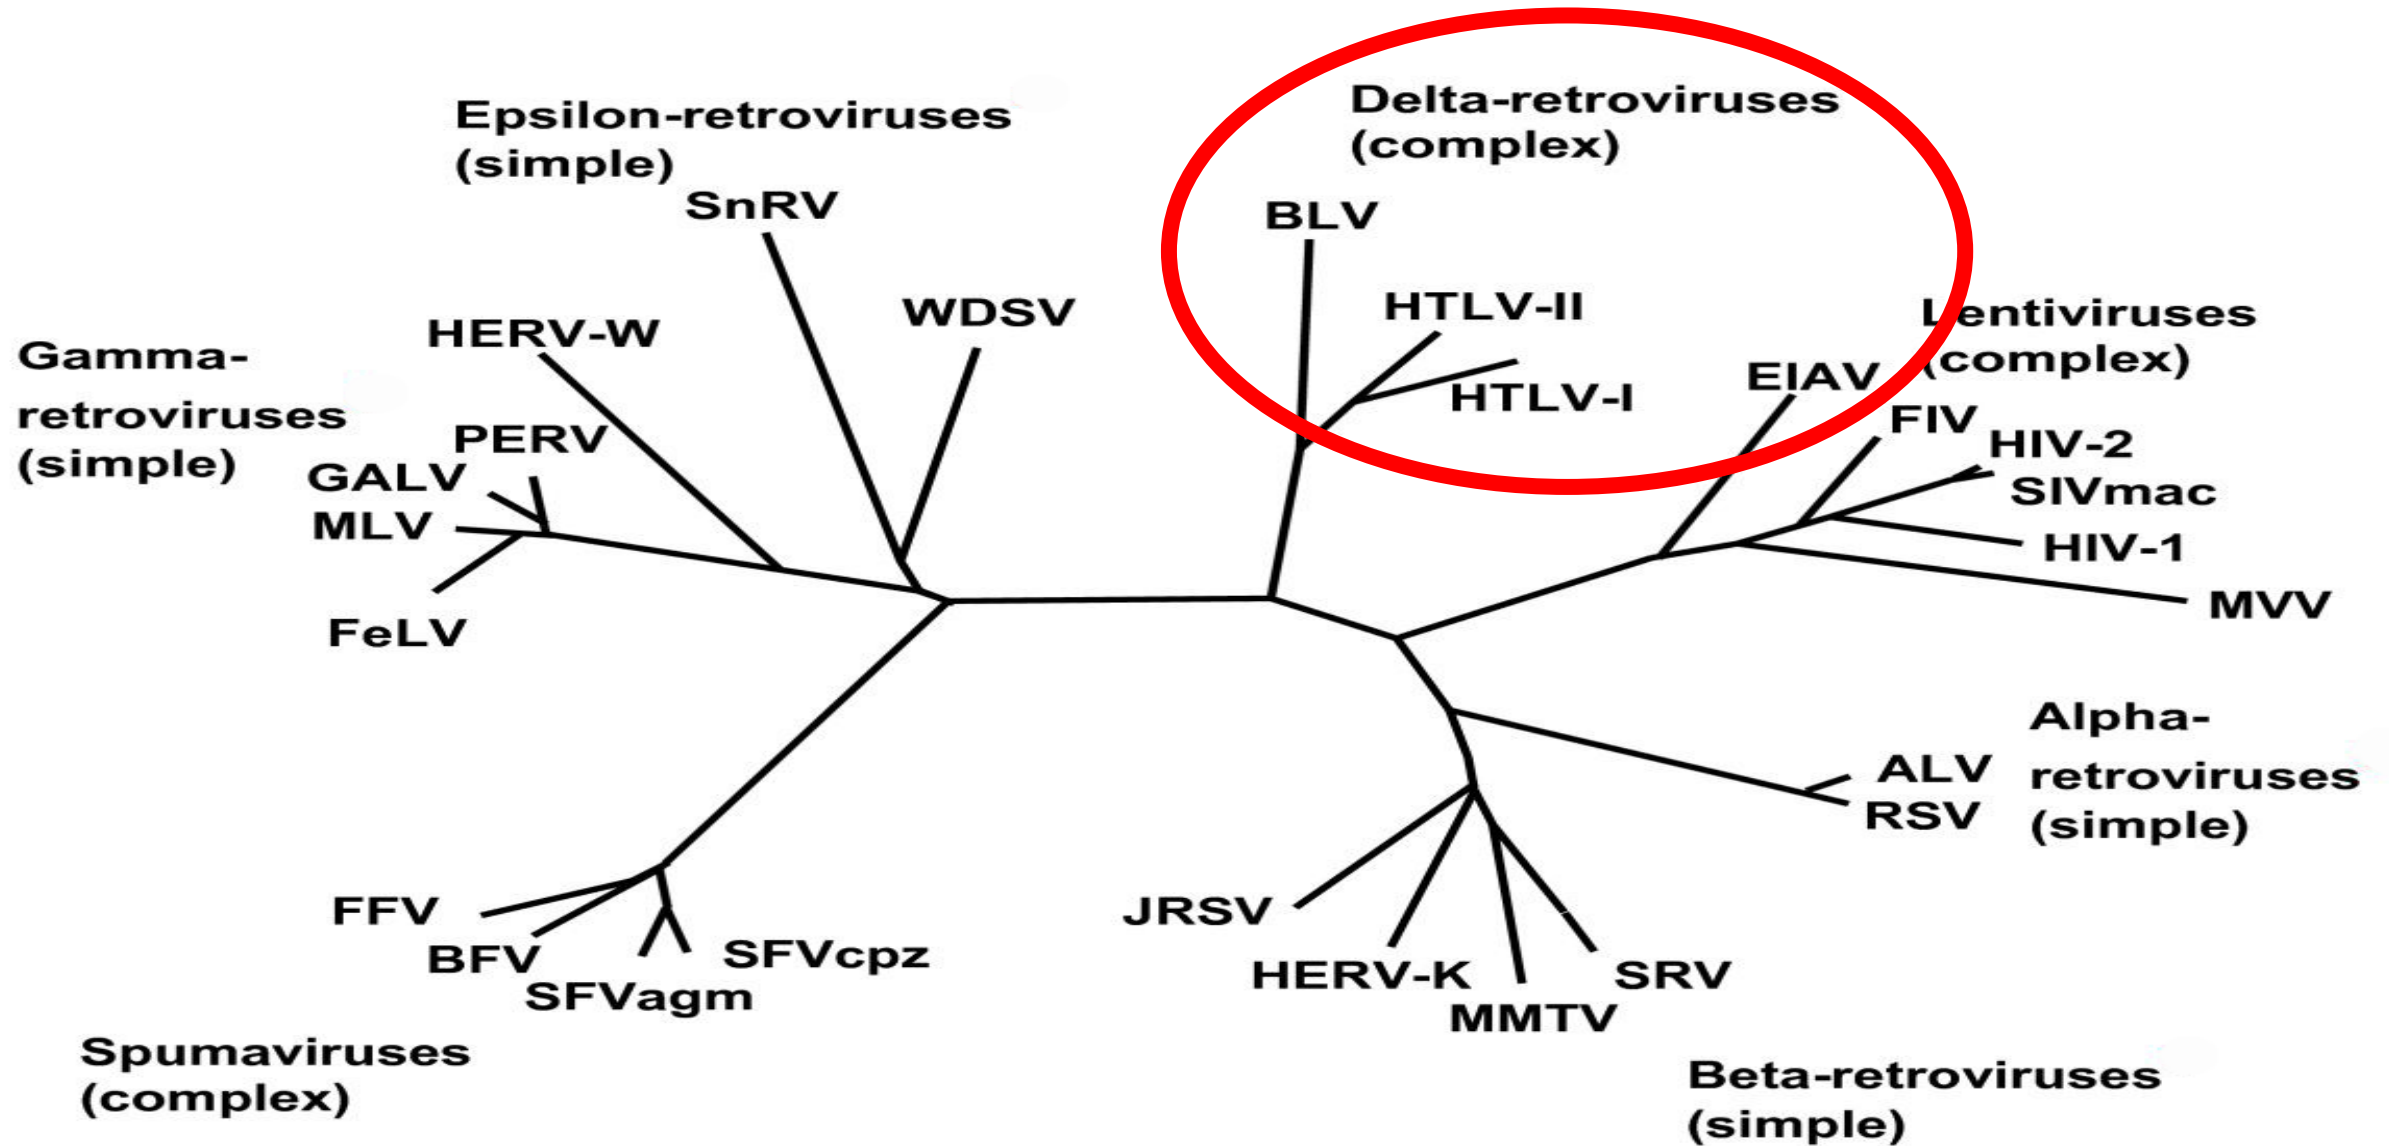 Epsilon-retroviruses
(simple)
SnRV
WDSV
HERV-W
Gamma-
retroviruses
(simple)
PERV
GALV
MLV
FeLV
Delta-retroviruses
(complex)
BLV
HTLV-II
HTLV-I
Lentiviruses
(complex)
EIAV
FIV
HIV-2
SIVmac
HIV-1
MVV
Alpha-
retroviruses
(simple)
ALV
RSV
JRSV
HERV-K
MMTV
SRV
Beta-retroviruses
(simple)
FFV
BFV
SFVagm
SFVcpz
Spumaviruses
(complex)